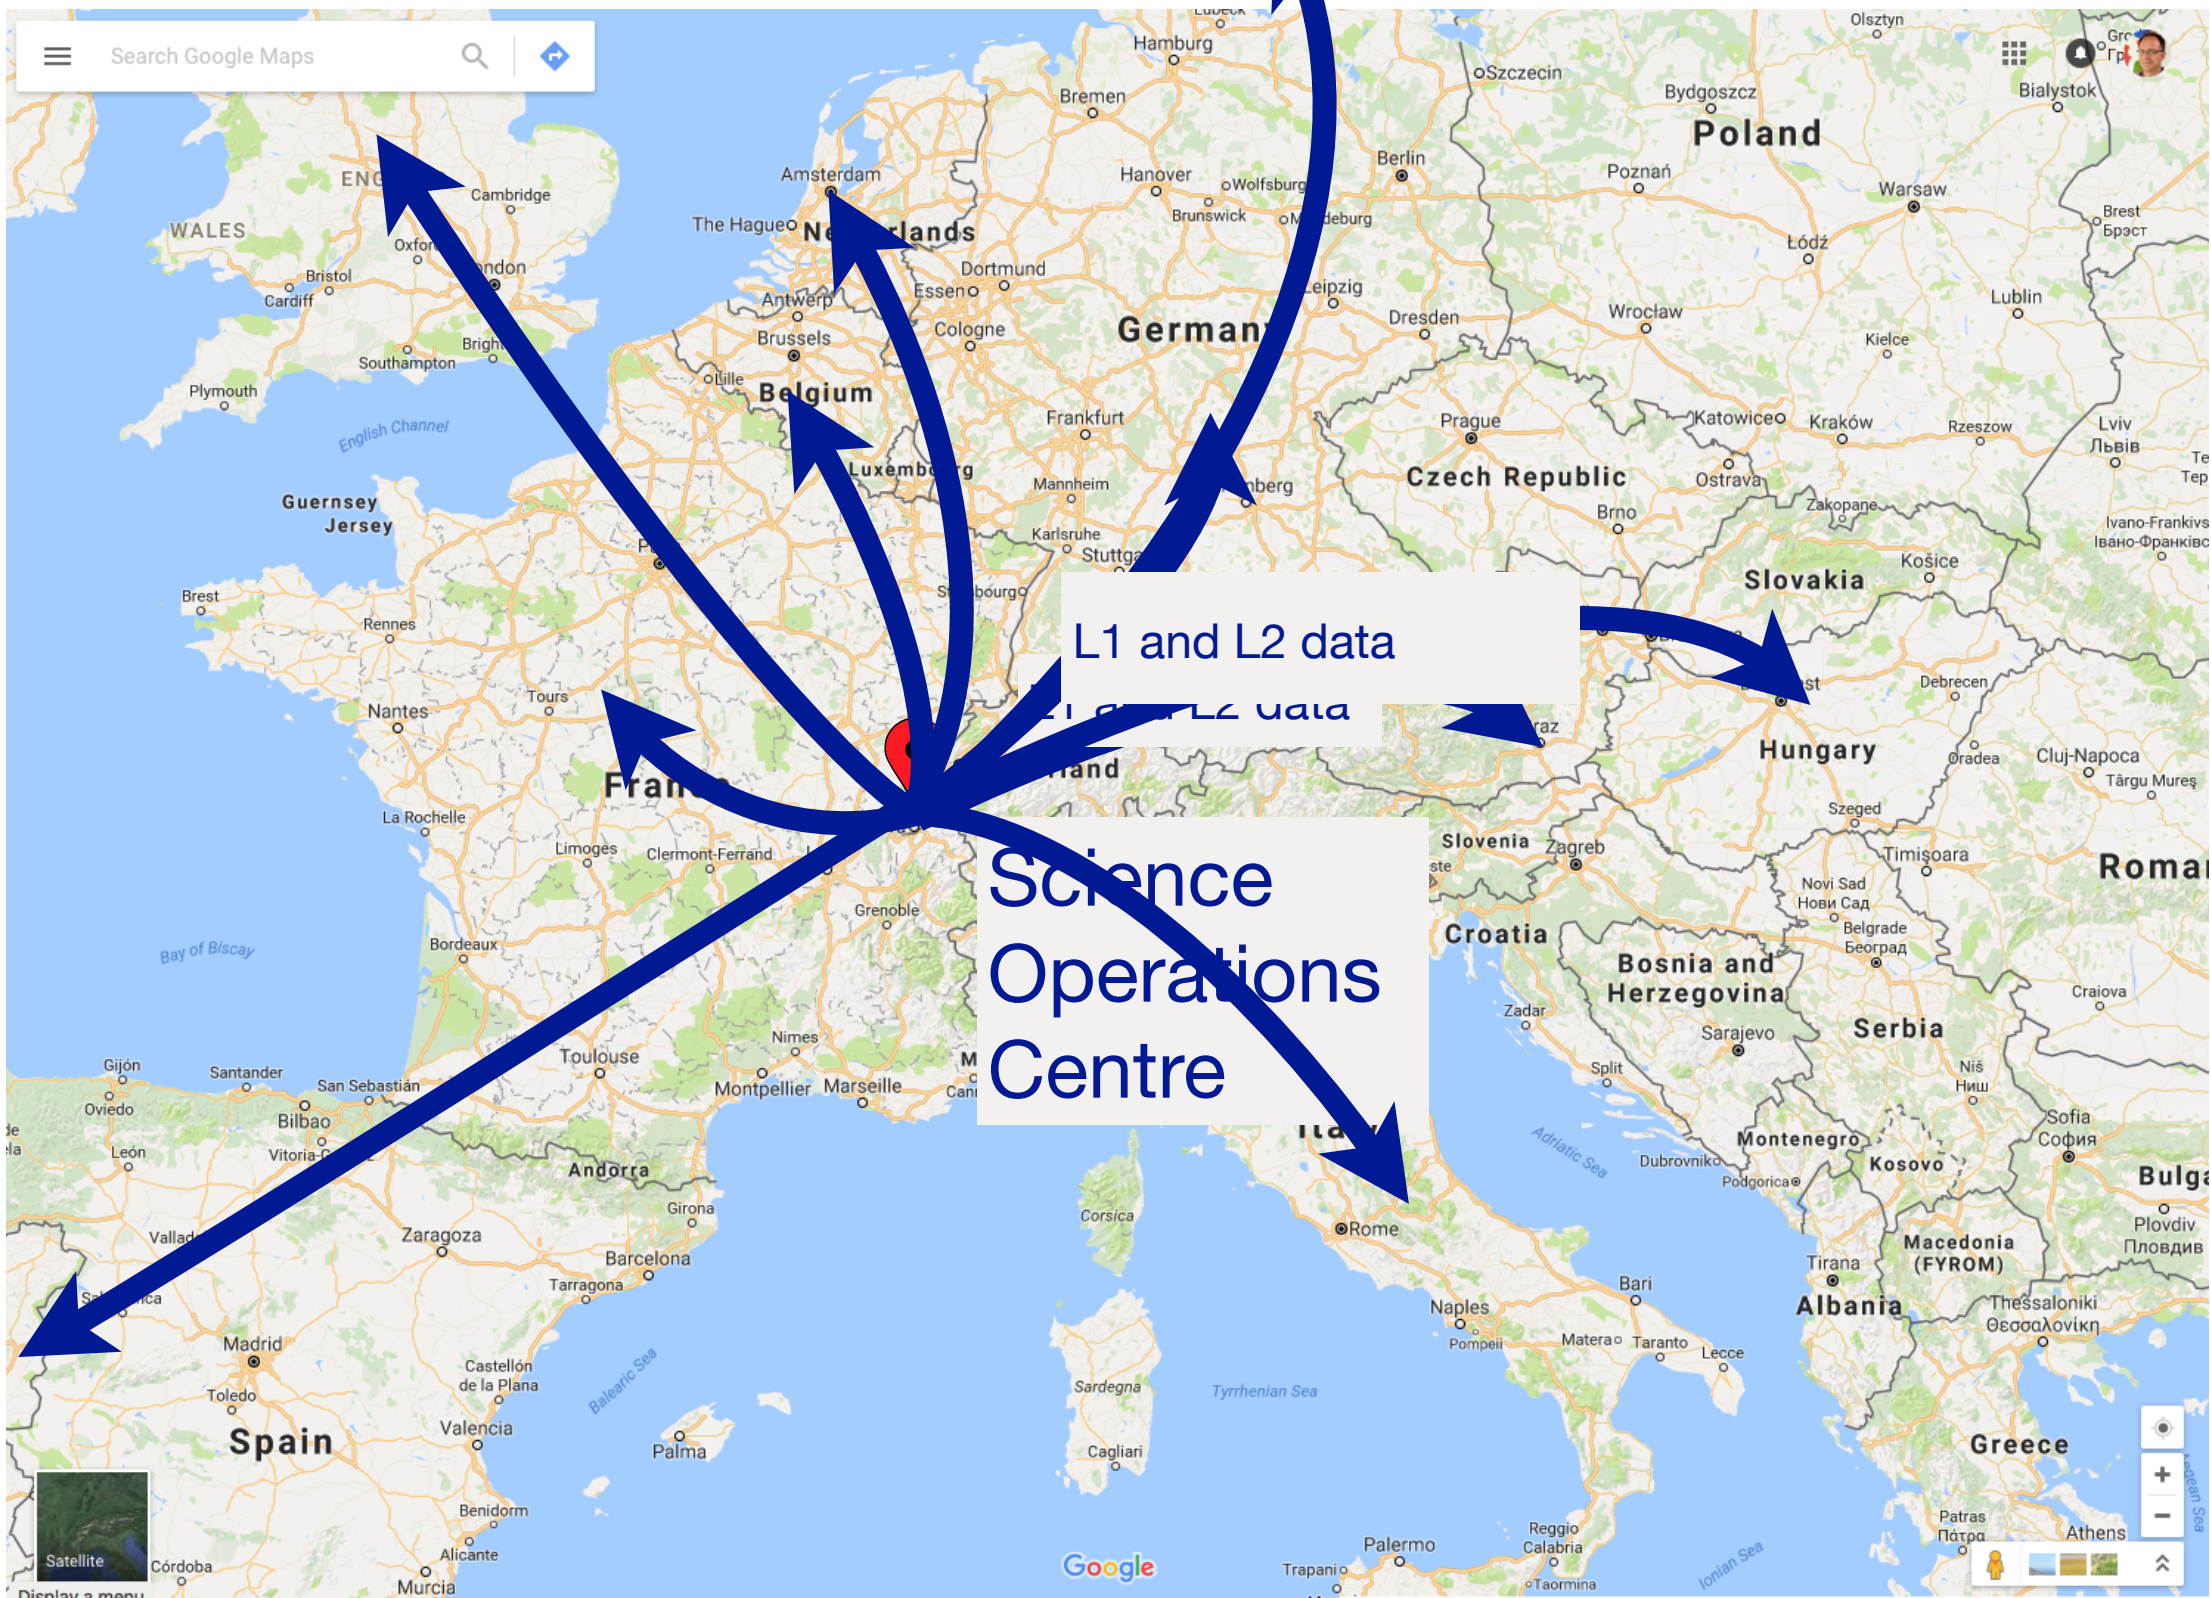 Search Google Maps
Hamburg
Olsztyn
Szczecin
Bremen
Bydgoszcz
Bialystok
Poland
Berlin
Amsterdam
Hanover
Wolfsburg
Poznań
Warsaw
Cambridge
Brunswick
Brest
Брэст
The Hague
WALES
Łódź
Dortmund
Bristol
Essen
Cardiff
Antwerp
Lublin
Wrocław
Dresden
Cologne
Brussels
Kielce
Southampton
Lille
Plymouth
Belgium
English Channel
Frankfurt
Prague
Katowice
Kraków
Rzeszow
Lviv
Львів
Luxembourg
Czech Republic
Mannheim
Ostrava
Guernsey
Jersey
Zakopane
Brno
Karlsruhe
Košice
Slovakia
Brest
Rennes
L1 and L2 data
L1 and L2 data
Tours
Nantes
Debrecen
Hungary
Oradea
Cluj-Napoca
Târgu Mureș
La Rochelle
Szeged
Slovenia
Zagreb
Limoges
Clermont-Ferrand
Timișoara
Science
Operations
Centre
Novi Sad
Нови Сад
Grenoble
Belgrade
Београд
Bordeaux
Croatia
Bay of Biscay
Bosnia and
Herzegovina
Craiova
Zadar
Serbia
Sarajevo
Nimes
Toulouse
Gijón
Santander
San Sebastián
Montpellier
Marseille
Split
Niš
Ниш
Oviedo
Bilbao
Sofia
София
Adriatic Sea
Montenegro
León
Andorra
Dubrovnik
Kosovo
Podgorica
Girona
Corsica
Rome
Plovdiv
Пловдив
Zaragoza
Barcelona
Macedonia
(FYROM)
Tirana
Tarragona
Bari
Albania
Naples
Thessaloniki
Θεσσαλονίκη
Madrid
Pompeii
Matera
Taranto
Lecce
Castellón
de la Plana
Balearic Sea
Toledo
Sardegna
Tyrrhenian Sea
Valencia
Spain
Palma
Cagliari
Greece
Aegean Sea
Benidorm
Patras
Πάτρα
Athens
Reggio
Calabria
Palermo
Alicante
Satellite
Córdoba
Google
Trapani
Ionian Sea
Taormina
Murcia
Display a menu